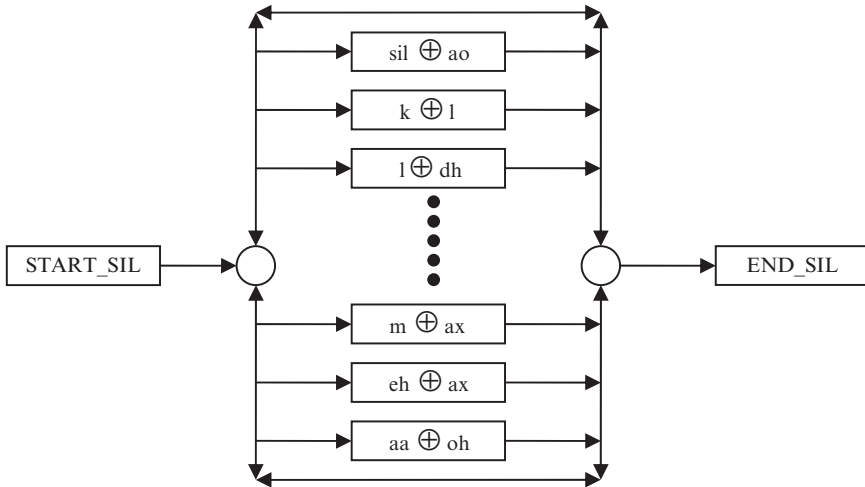 sil ⊕ ao
k ⊕ l
l ⊕ dh
START_SIL
END_SIL
m ⊕ ax
eh ⊕ ax
aa ⊕ oh